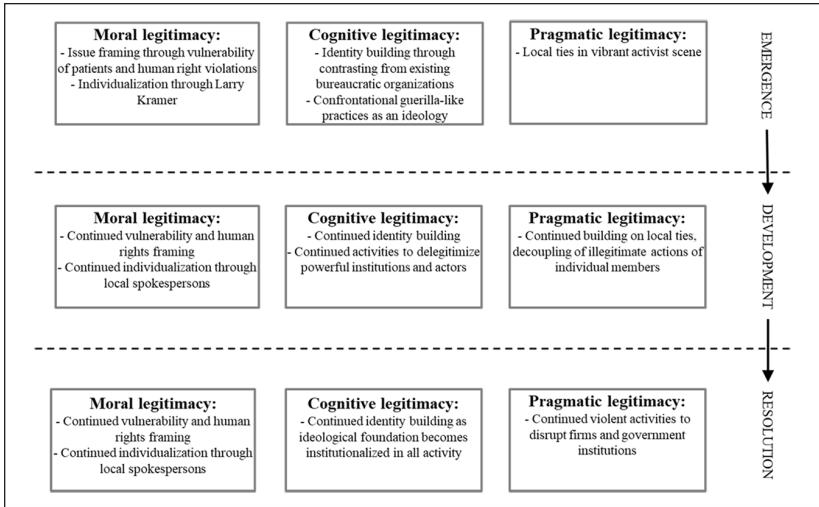 Moral legitimacy:
- Issue framing through vulnerability
of patients and human right violations
- Individualization through Larry
Kramer
Cognitive legitimacy:
- Identity building through
contrasting from existing
bureaucratic organizations
- Confrontational guerilla-like
practices as an ideology
Pragmatic legitimacy:
- Local ties in vibrant activist scene
EMERGENCE
Moral legitimacy:
- Continued vulnerability and human
rights framing
- Continued individualization through
local spokespersons
Cognitive legitimacy:
- Continued identity building
- Continued activities to delegitimize
powerful institutions and actors
Pragmatic legitimacy:
- Continued building on local ties,
decoupling of illegitimate actions of
individual members
DEVELOPMENT
Moral legitimacy:
- Continued vulnerability and human
rights framing
- Continued individualization through
local spokespersons
Cognitive legitimacy:
- Continued identity building as
ideological foundation becomes
institutionalized in all activity
Pragmatic legitimacy:
- Continued violent activities to
disrupt firms and government
institutions
RESOLUTION